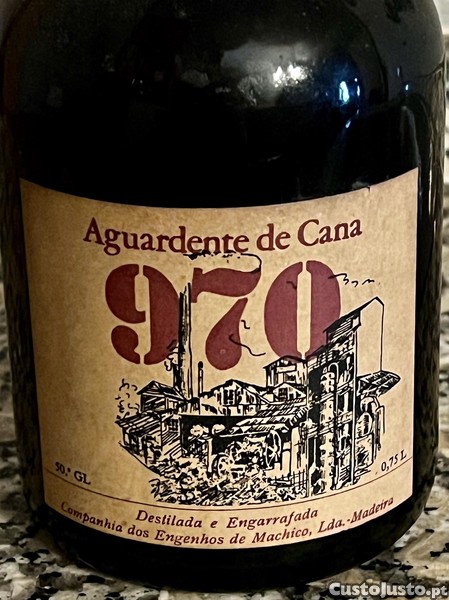 Aguardente de Cana
970
50.º GL
0,75 L
Destilada e Engarrafada
Companhia dos Engenhos de Machico, Lda.-Madeira
CustoJusto.pt